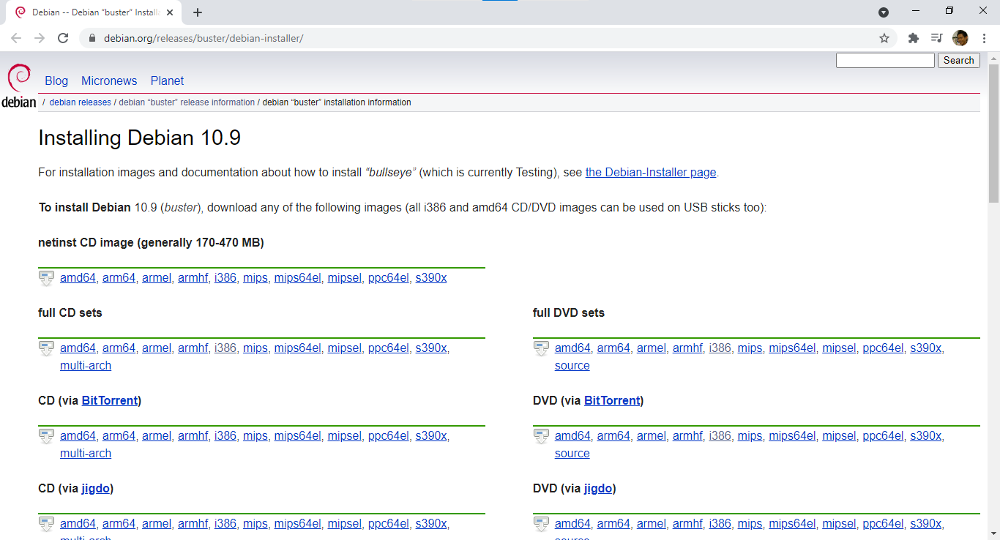 Debian -- Debian “buster” Install
debian.org/releases/buster/debian-installer/
Search
Blog Micronews Planet
debian
/ debian releases / debian “buster” release information / debian “buster” installation information
Installing Debian 10.9
For installation images and documentation about how to install “bullseye” (which is currently Testing), see the Debian-Installer page.
To install Debian 10.9 (buster), download any of the following images (all i386 and amd64 CD/DVD images can be used on USB sticks too):
netinst CD image (generally 170-470 MB)
amd64, arm64, armel, armhf, i386, mips, mips64el, mipsel, ppc64el, s390x
full CD sets
amd64, arm64, armel, armhf, i386, mips, mips64el, mipsel, ppc64el, s390x,
multi-arch
full DVD sets
amd64, arm64, armel, armhf, i386, mips, mips64el, mipsel, ppc64el, s390x,
source
CD (via BitTorrent)
amd64, arm64, armel, armhf, i386, mips, mips64el, mipsel, ppc64el, s390x,
multi-arch
DVD (via BitTorrent)
amd64, arm64, armel, armhf, i386, mips, mips64el, mipsel, ppc64el, s390x,
source
CD (via jigdo)
amd64, arm64, armel, armhf, i386, mips, mips64el, mipsel, ppc64el, s390x,
multi-arch
DVD (via jigdo)
amd64, arm64, armel, armhf, i386, mips, mips64el, mipsel, ppc64el, s390x,
source